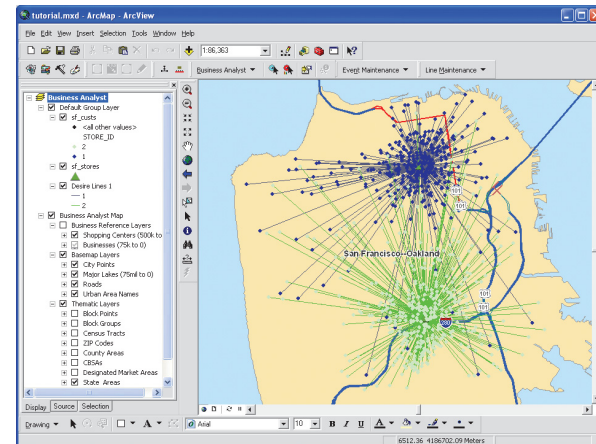 tutorial.mxd - ArcMap - ArcView
File Edit View Insert Selection Tools Window Help
1:86,363
Business Analyst Event Maintenance Line Maintenance
Business Analyst
Default Group Layer
sf_custs
<all other values>
STORE_ID
2
1
sf_stores
Desire Lines 1
1
2
Business Analyst Map
Business Reference Layers
Shopping Centers (500k to
Businesses (75k to 0)
Basemap Layers
City Points
Major Lakes (75mil to 0)
Roads
Urban Area Names
Thematic Layers
Block Points
Block Groups
Census Tracts
ZIP Codes
County Areas
CBSAs
Designated Market Areas
State Areas
101
101
San Francisco--Oakland
101
101
280
Display Source Selection
Drawing A Arial 10 B I U A
6512.36 4186702.09 Meters